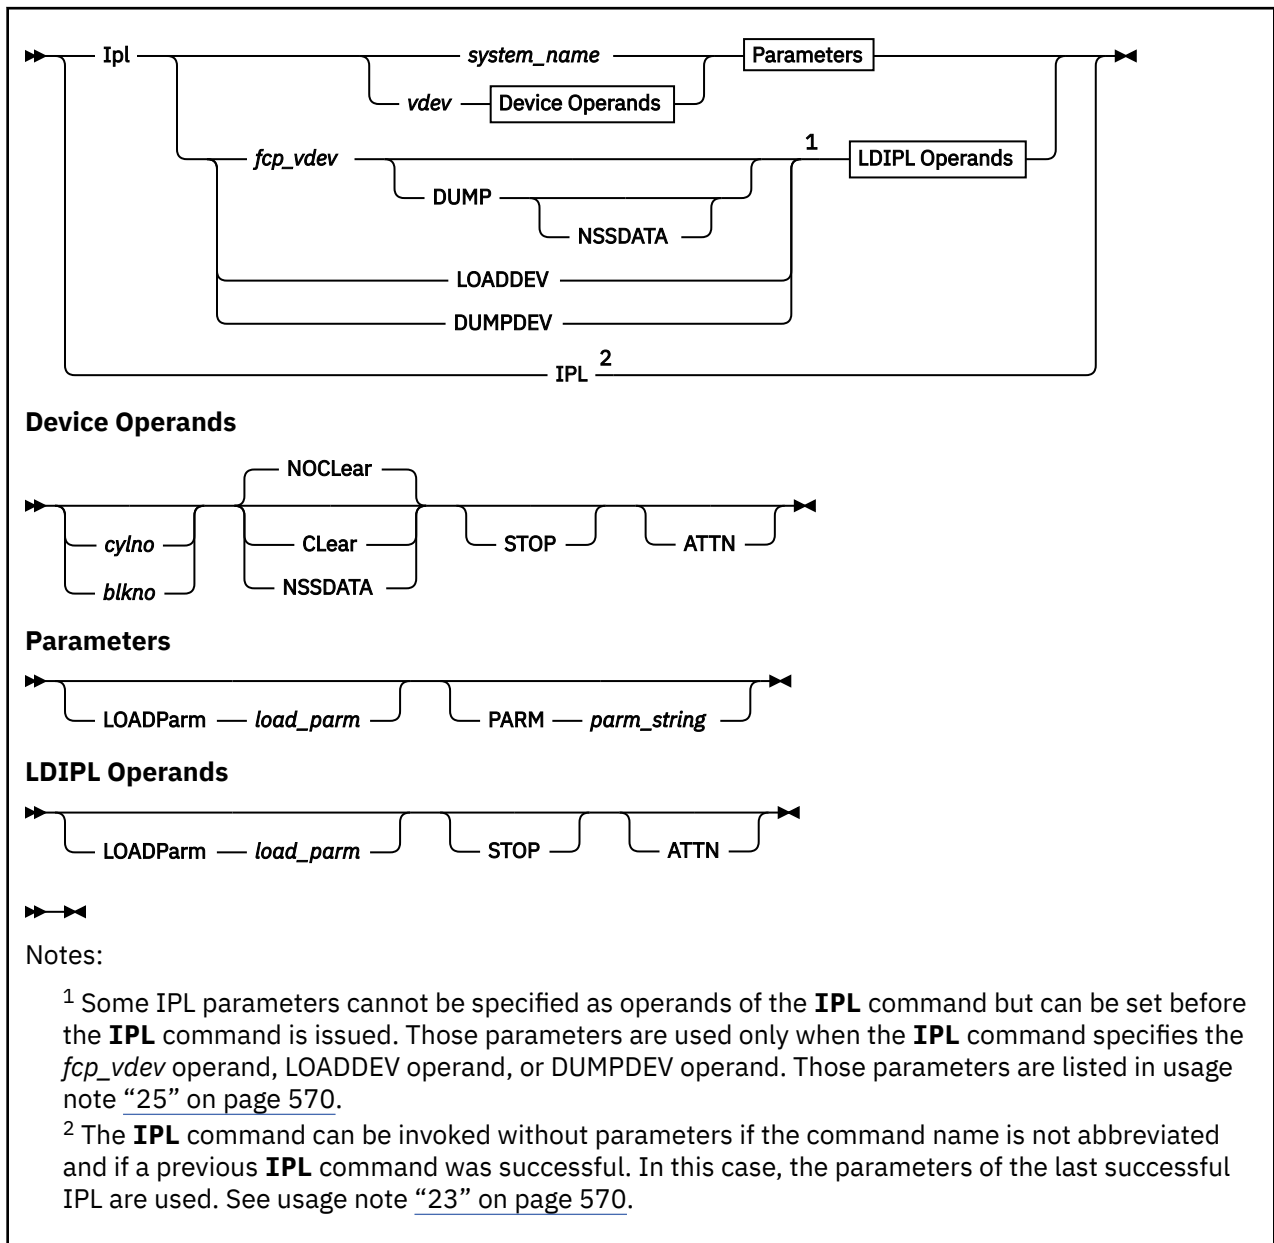 Ipl system_name Parameters
vdev Device Operands
fcp_vdev 1 LDIPL Operands
DUMP
NSSDATA
LOADDEV
DUMPDEV
IPL 2
Device Operands
NOCLear
cylno CLear STOP ATTN
blkno NSSDATA
Parameters
LOADParm load_parm PARM parm_string
LDIPL Operands
LOADParm load_parm STOP ATTN
Notes:
1 Some IPL parameters cannot be specified as operands of the IPL command but can be set before
the IPL command is issued. Those parameters are used only when the IPL command specifies the
fcp_vdev operand, LOADDEV operand, or DUMPDEV operand. Those parameters are listed in usage
note “25” on page 570.
2 The IPL command can be invoked without parameters if the command name is not abbreviated
and if a previous IPL command was successful. In this case, the parameters of the last successful
IPL are used. See usage note “23” on page 570.